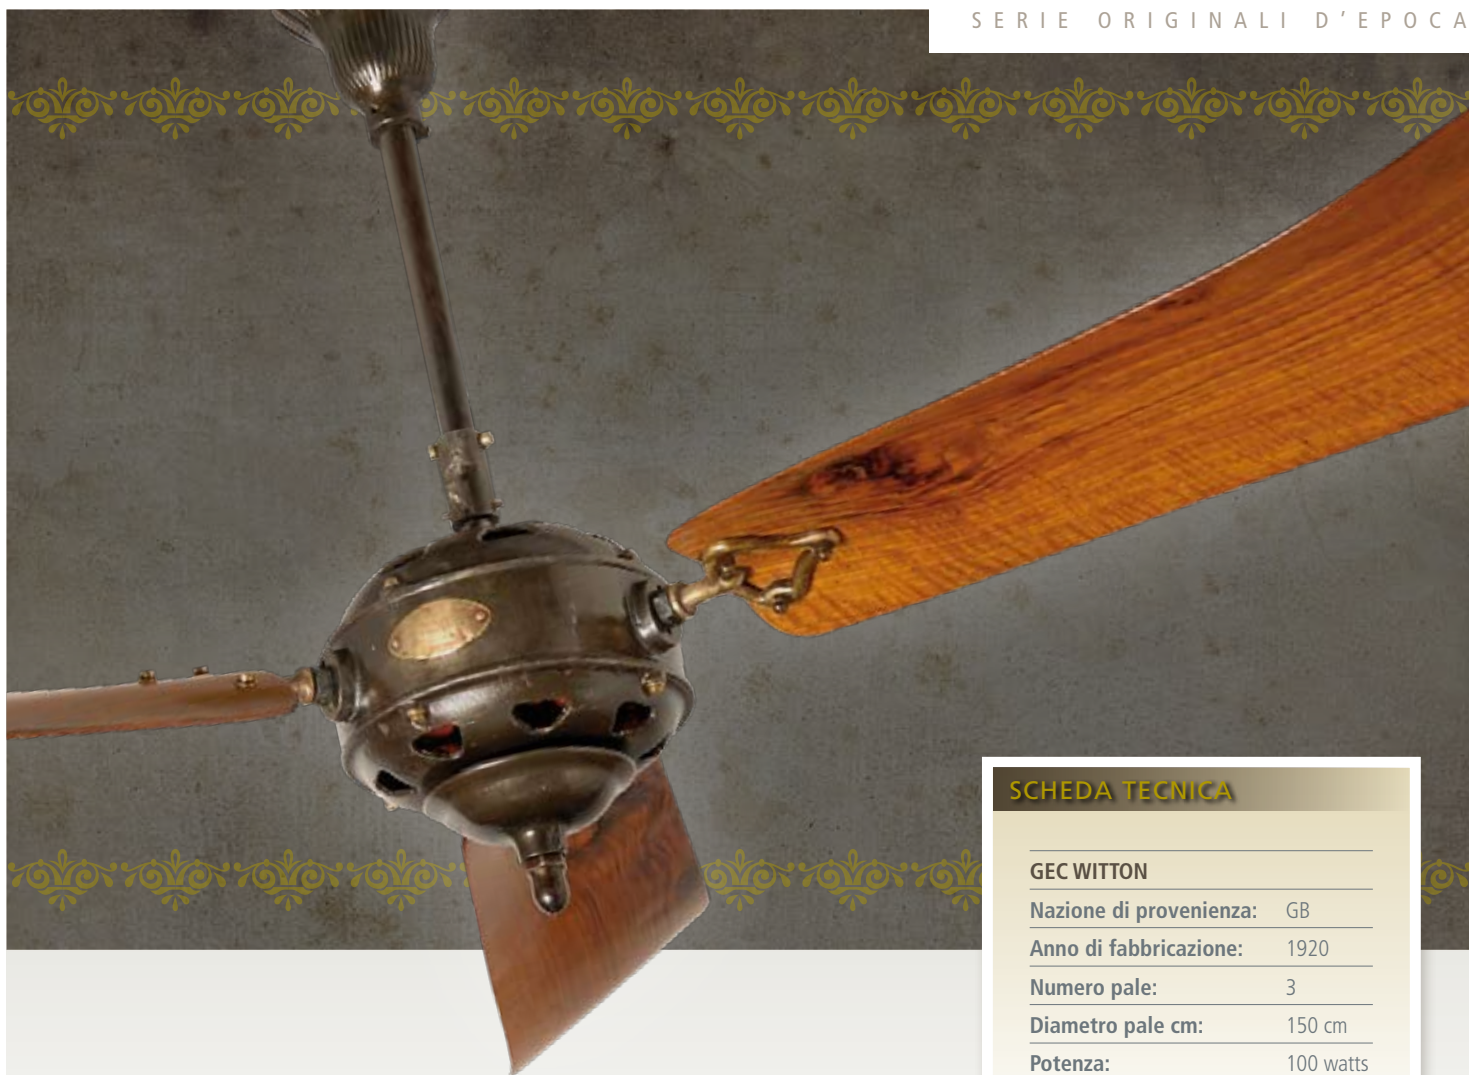 SERIE ORIGINALI D'EPOCA
SCHEDA TECNICA
GEC WITTON
Nazione di provenienza: GB
Anno di fabbricazione: 1920
Numero pale: 3
Diametro pale cm: 150 cm
Potenza: 100 watts